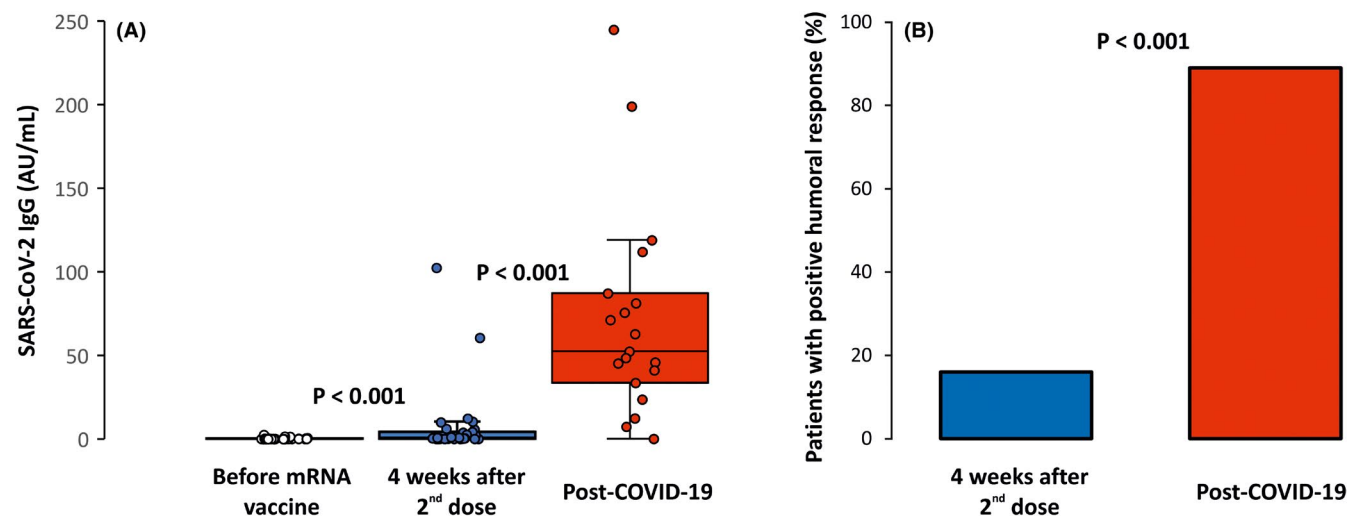 (A)
SARS-CoV-2 IgG (AU/mL)
250
200
150
100
50
0
P < 0.001
P < 0.001
Before mRNA
vaccine
4 weeks after
2nd dose
Post-COVID-19
(B)
Patients with positive humoral response (%)
100
80
60
40
20
0
P < 0.001
4 weeks after
2nd dose
Post-COVID-19